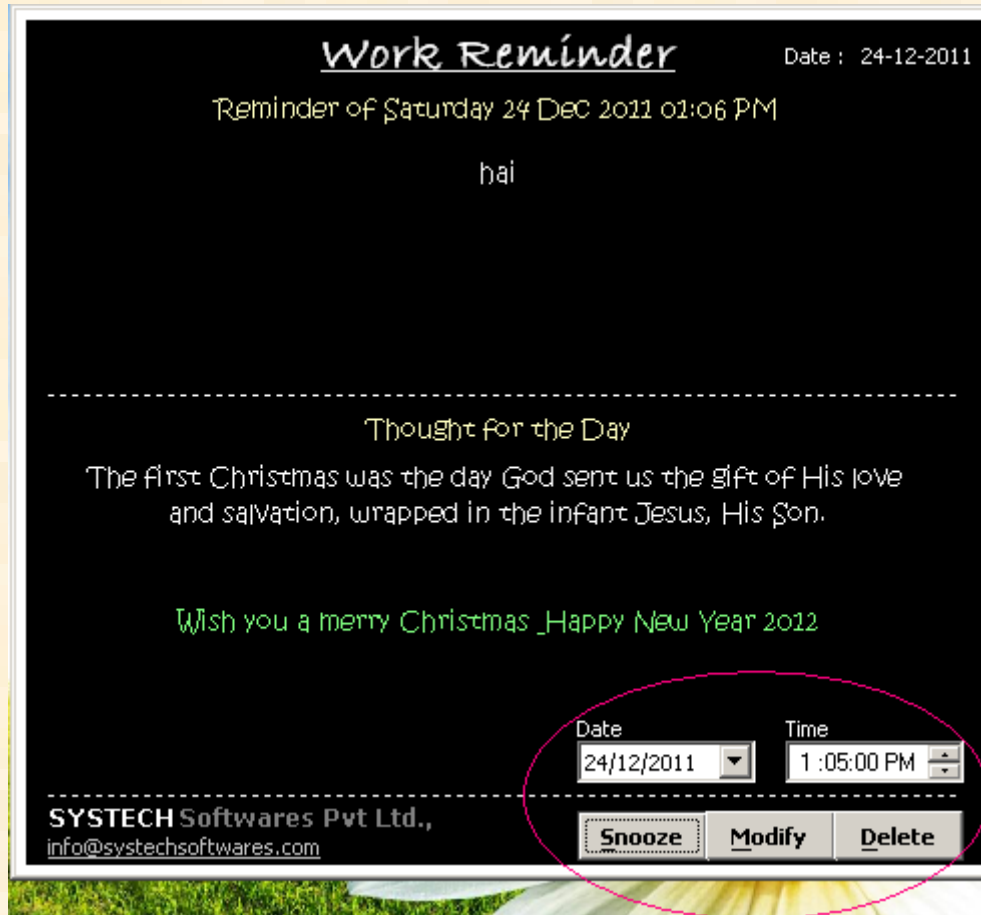 Work Reminder
Date : 24-12-2011
Reminder of Saturday 24 Dec 2011 01:06 PM
hai
Thought for the Day
The first Christmas was the day God sent us the gift of His love
and salvation, wrapped in the infant Jesus, His Son.
Wish you a merry Christmas _Happy New Year 2012
Date Time
24/12/2011 1 :05:00 PM
SYSTECH Softwares Pvt Ltd.,
info@systechsoftwares.com
Snooze Modify Delete